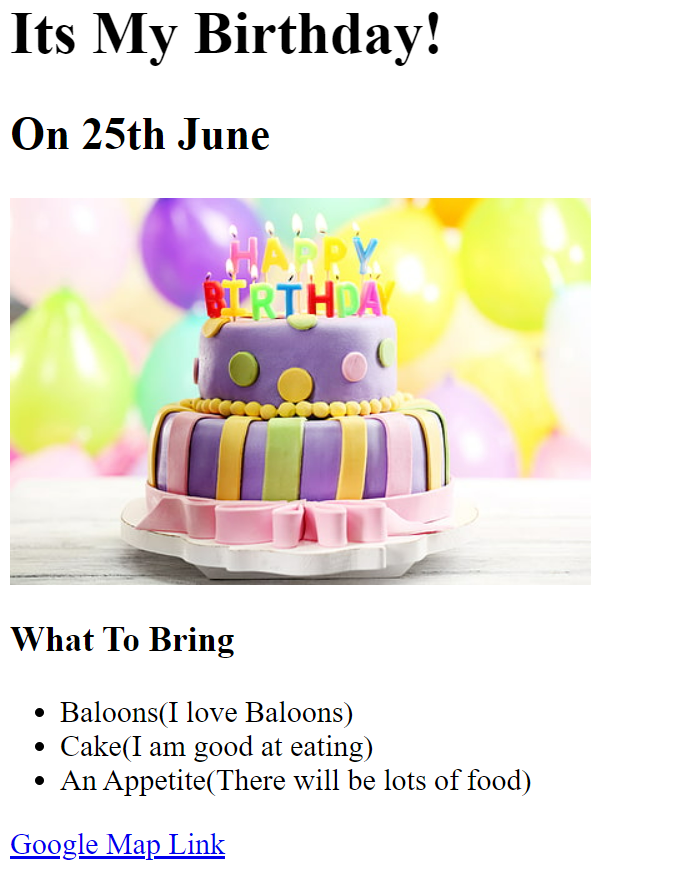 Its My Birthday!
On 25th June
HAPPY
BIRTHDAY
What To Bring
Baloons(I love Baloons)
Cake(I am good at eating)
An Appetite(There will be lots of food)
Google Map Link